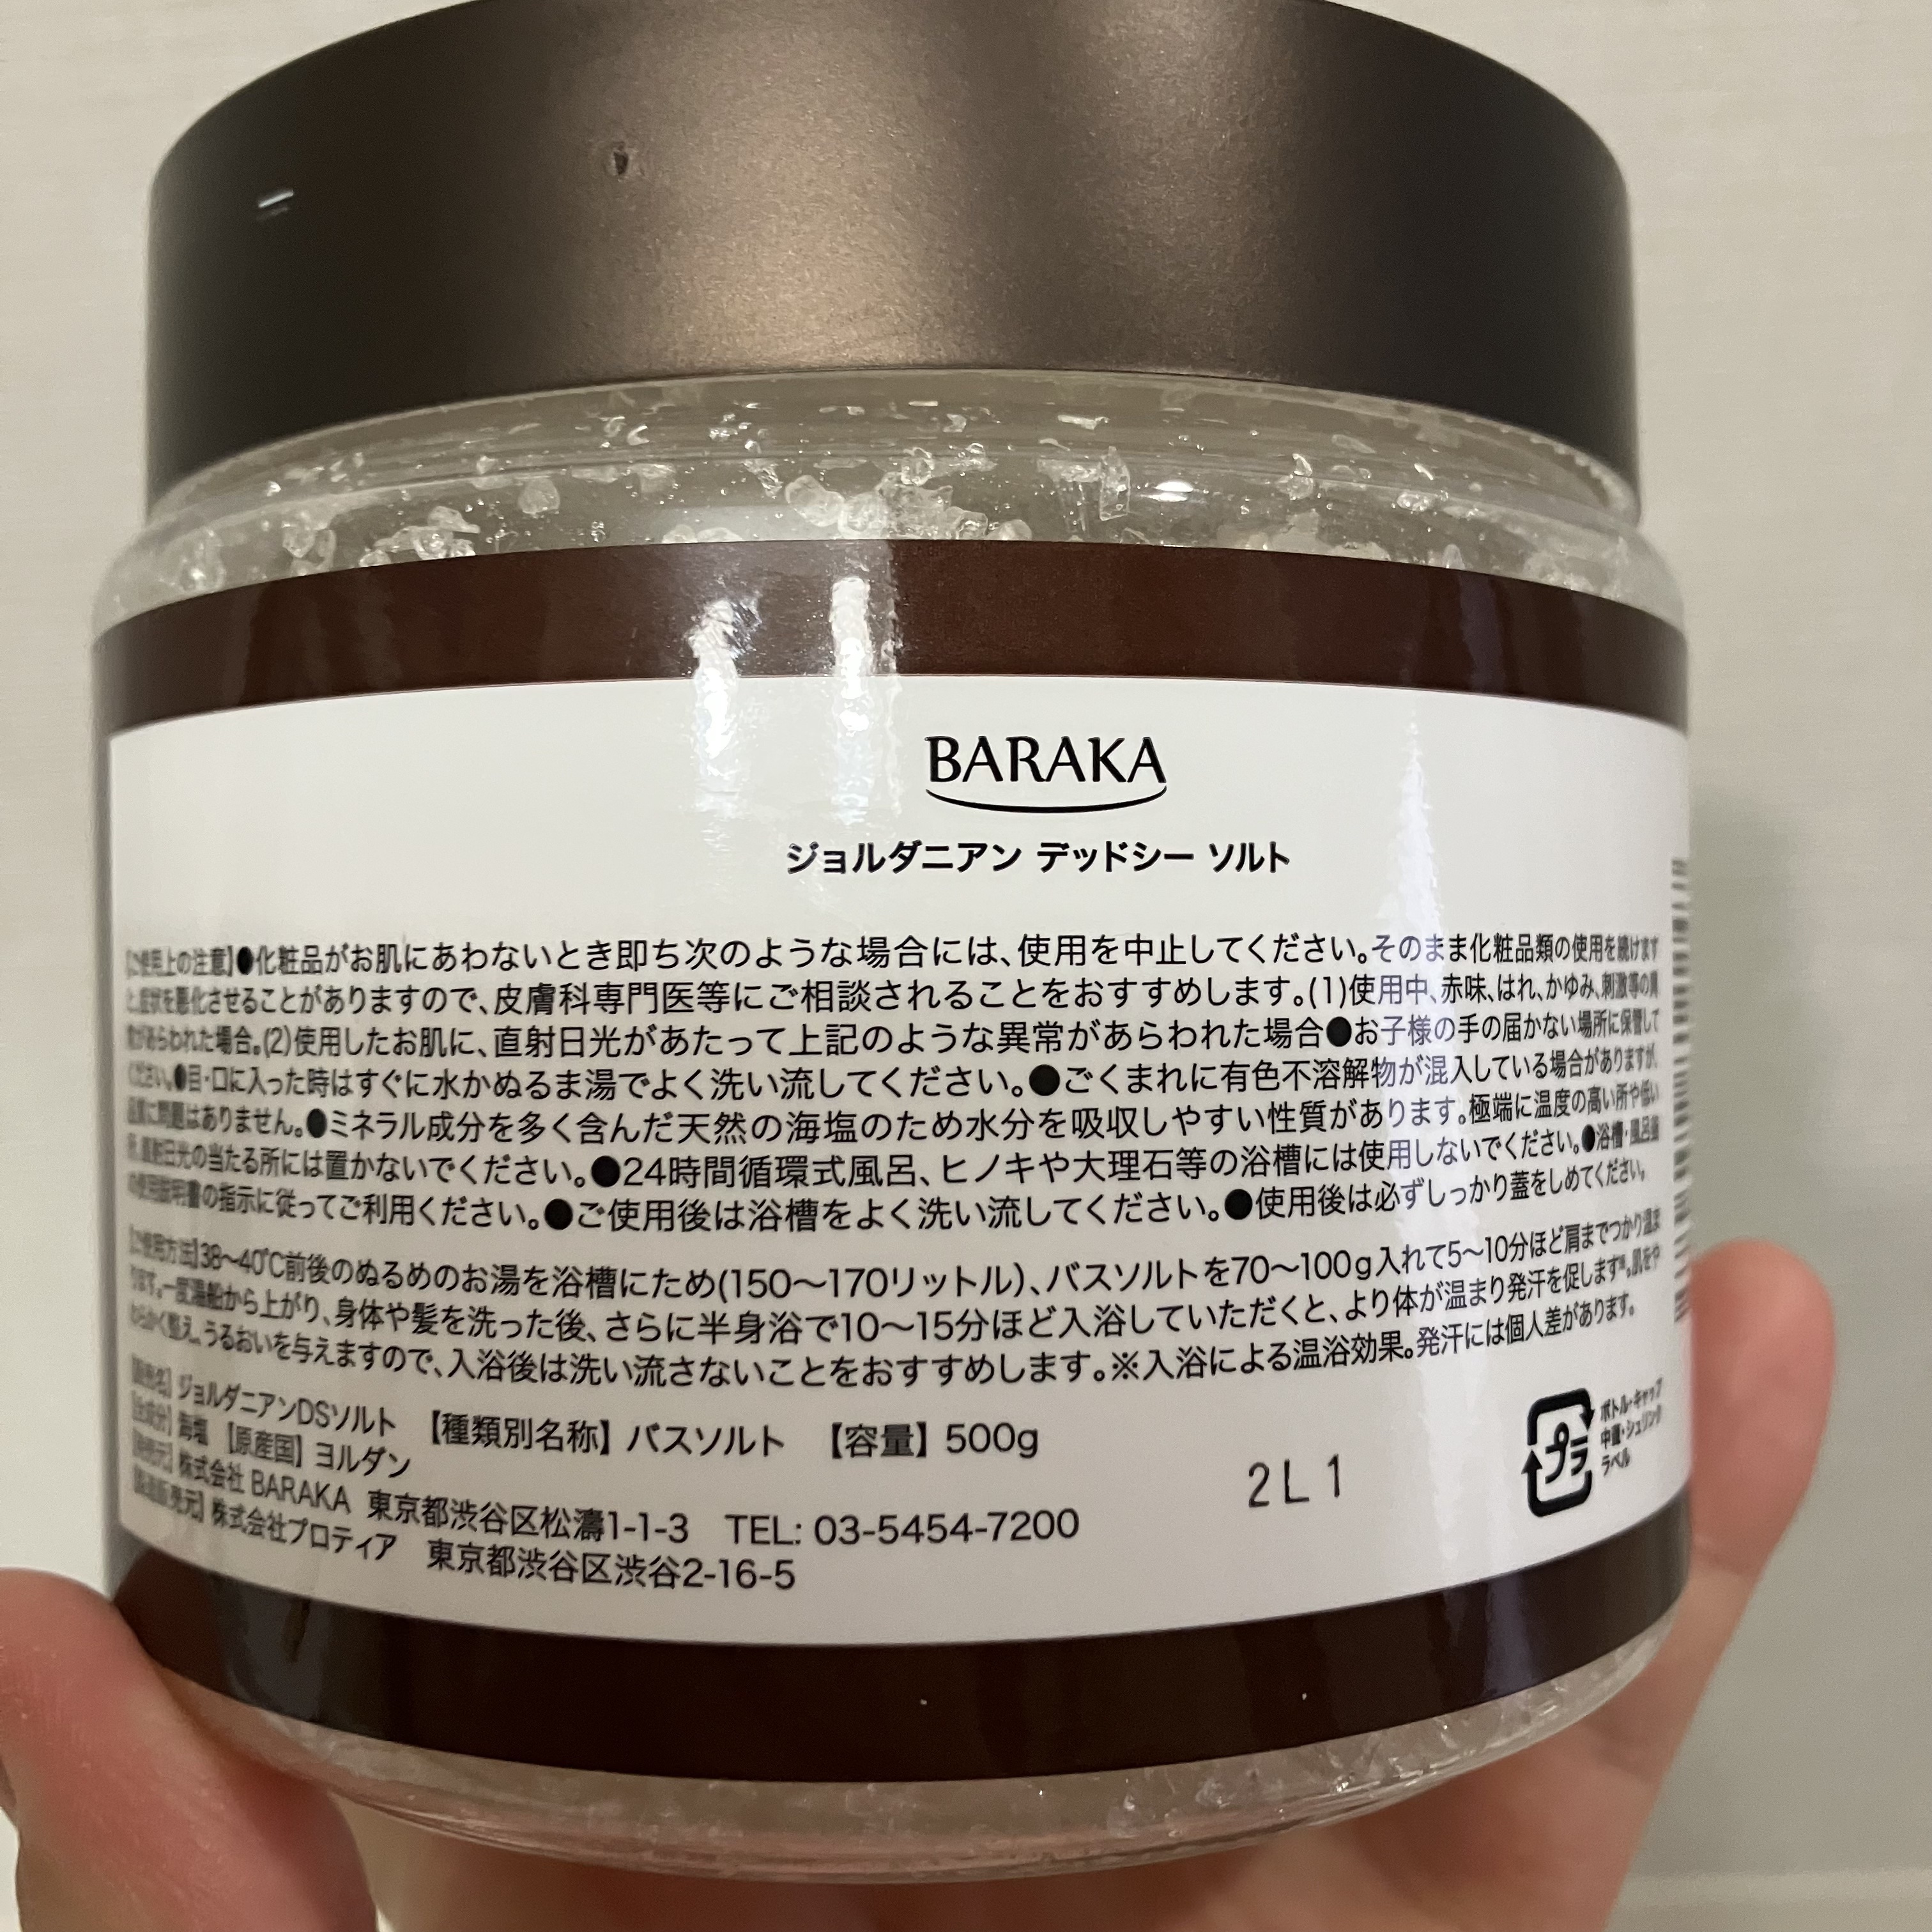 BARAKA
ジョルダニアン デッドシー ソルト
【ご使用上の注意】●化粧品がお肌にあわないとき即ち次のような場合には、使用を中止してください。そのまま化粧品類の使用を続けます
と、症状を悪化させることがありますので、皮膚科専門医等にご相談されることをおすすめします。(1)使用中、赤味、はれ、かゆみ、刺激等の異
常があらわれた場合。(2)使用したお肌に、直射日光があたって上記のような異常があらわれた場合●お子様の手の届かない場所に保管して
ください。●目・口に入った時はすぐに水かぬるま湯でよく洗い流してください。●ごくまれに有色不溶解物が混入している場合がありますが、
品質に問題はありません。●ミネラル成分を多く含んだ天然の海塩のため水分を吸収しやすい性質があります。極端に温度の高い所や低い
所、直射日光の当たる所には置かないでください。●24時間循環式風呂、ヒノキや大理石等の浴槽には使用しないでください。●浴槽・風呂釜
の使用説明書の指示に従ってご利用ください。●ご使用後は浴槽をよく洗い流してください。●使用後は必ずしっかり蓋をしめてください。
【ご使用方法】38〜40℃前後のぬるめのお湯を浴槽にため(150〜170リットル)、バスソルトを70〜100g入れて5〜10分ほど肩までつかり温ま
ります。一度湯船から上がり、身体や髪を洗った後、さらに半身浴で10〜15分ほど入浴していただくと、より体が温まり発汗を促します※。肌をや
わらかく整え、うるおいを与えますので、入浴後は洗い流さないことをおすすめします。※入浴による温浴効果。発汗には個人差があります。
【販売名】ジョルダニアンDSソルト 【種類別名称】バスソルト 【容量】500g
【全成分】海塩 【原産国】ヨルダン
【発売元】株式会社 BARAKA 東京都渋谷区松濤1-1-3 TEL: 03-5454-7200
【製造販売元】株式会社プロティア 東京都渋谷区渋谷2-16-5
2L1
プラ
ボトル・キャップ
中蓋・シュリンク
ラベル